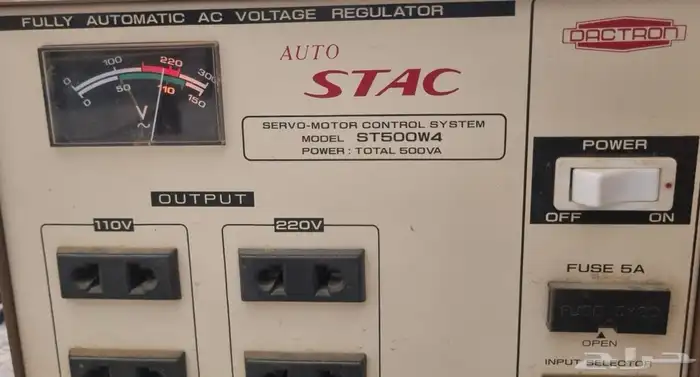 FULLY AUTOMATIC AC VOLTAGE REGULATOR
DACTRON
0 100 220 300
0 50 110 150
V
~
AUTO
STAC
SERVO-MOTOR CONTROL SYSTEM
MODEL ST500W4
POWER : TOTAL 500VA
POWER
OFF ON
OUTPUT
110V 220V
FUSE 5A
OPEN
INPUT SELECTOR
حراج